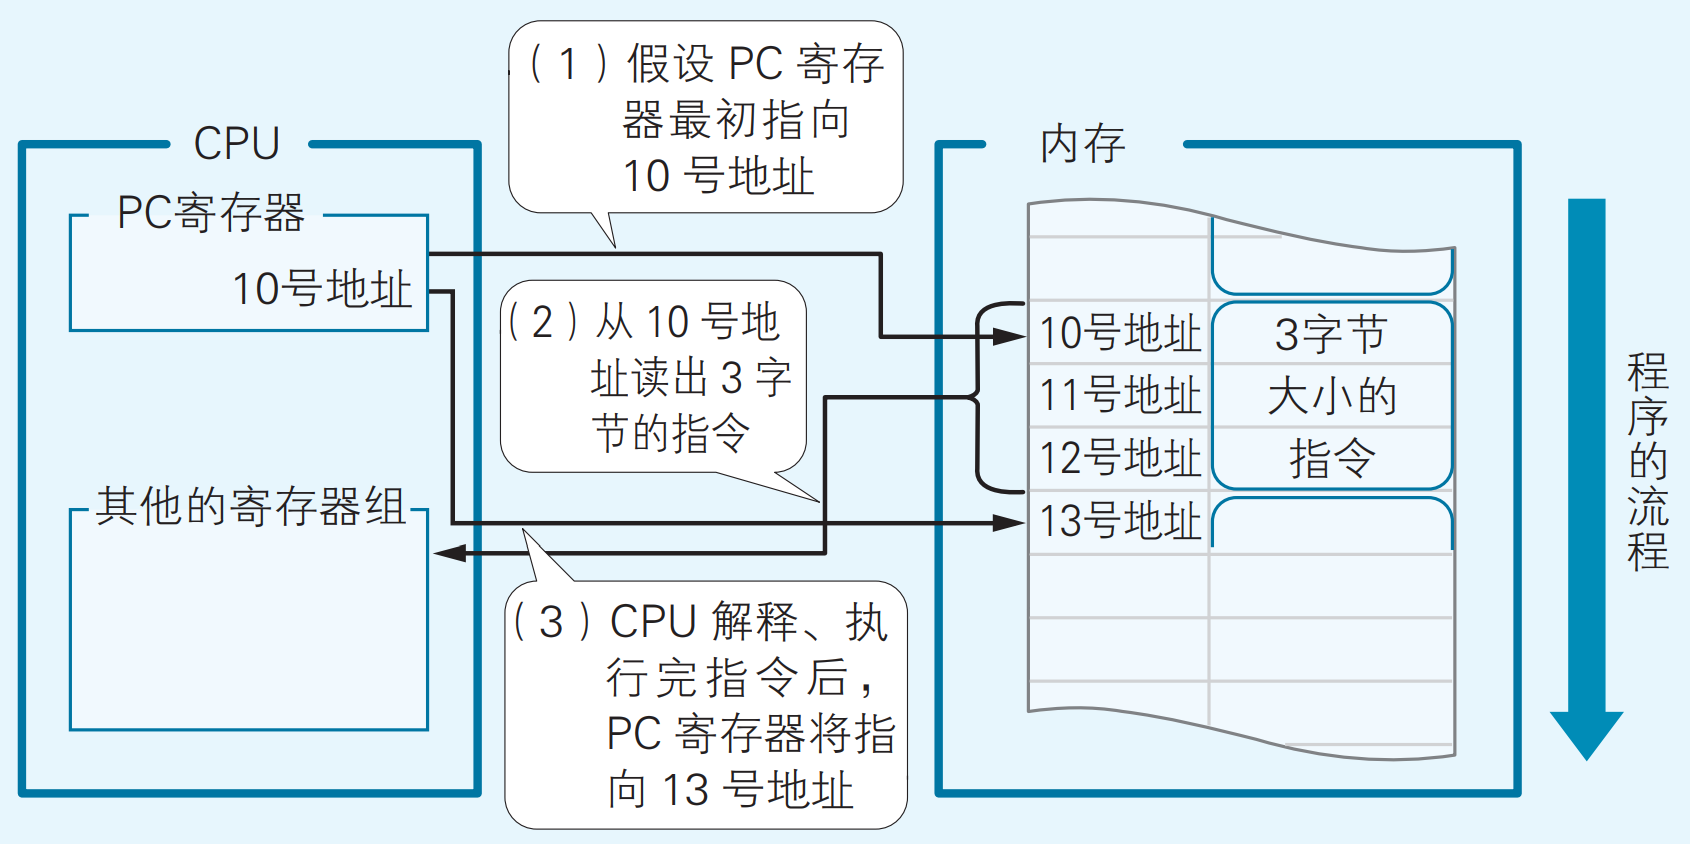 CPU
PC寄存器
10号地址
其他的寄存器组
（1）假设 PC 寄存
器最初指向
10 号地址
（2）从 10 号地
址读出 3 字
节的指令
（3）CPU 解释、执
行完指令后，
PC 寄存器将指
向 13 号地址
内存
10号地址
3字节
11号地址
大小的
12号地址
指令
13号地址
程序的流程